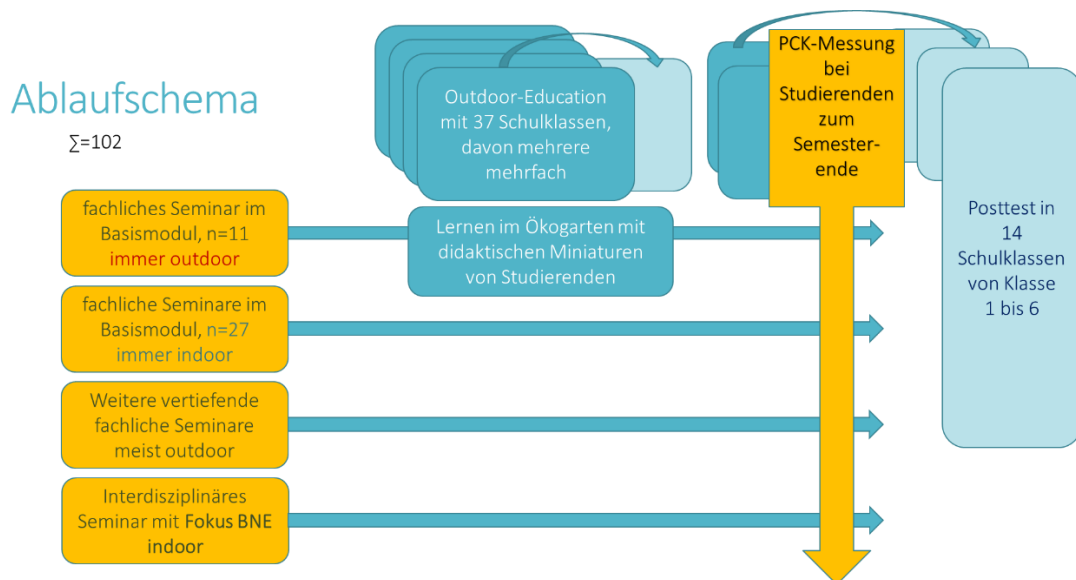 Ablaufschema
∑=102
Outdoor-Education
mit 37 Schulklassen,
davon mehrere
mehrfach
PCK-Messung
bei
Studierenden
zum
Semester-
ende
fachliches Seminar im
Basismodul, n=11
immer outdoor
Lernen im Ökogarten mit
didaktischen Miniaturen
von Studierenden
Posttest in
14
Schulklassen
von Klasse
1 bis 6
fachliche Seminare im
Basismodul, n=27
immer indoor
Weitere vertiefende
fachliche Seminare
meist outdoor
Interdisziplinäres
Seminar mit Fokus BNE
indoor